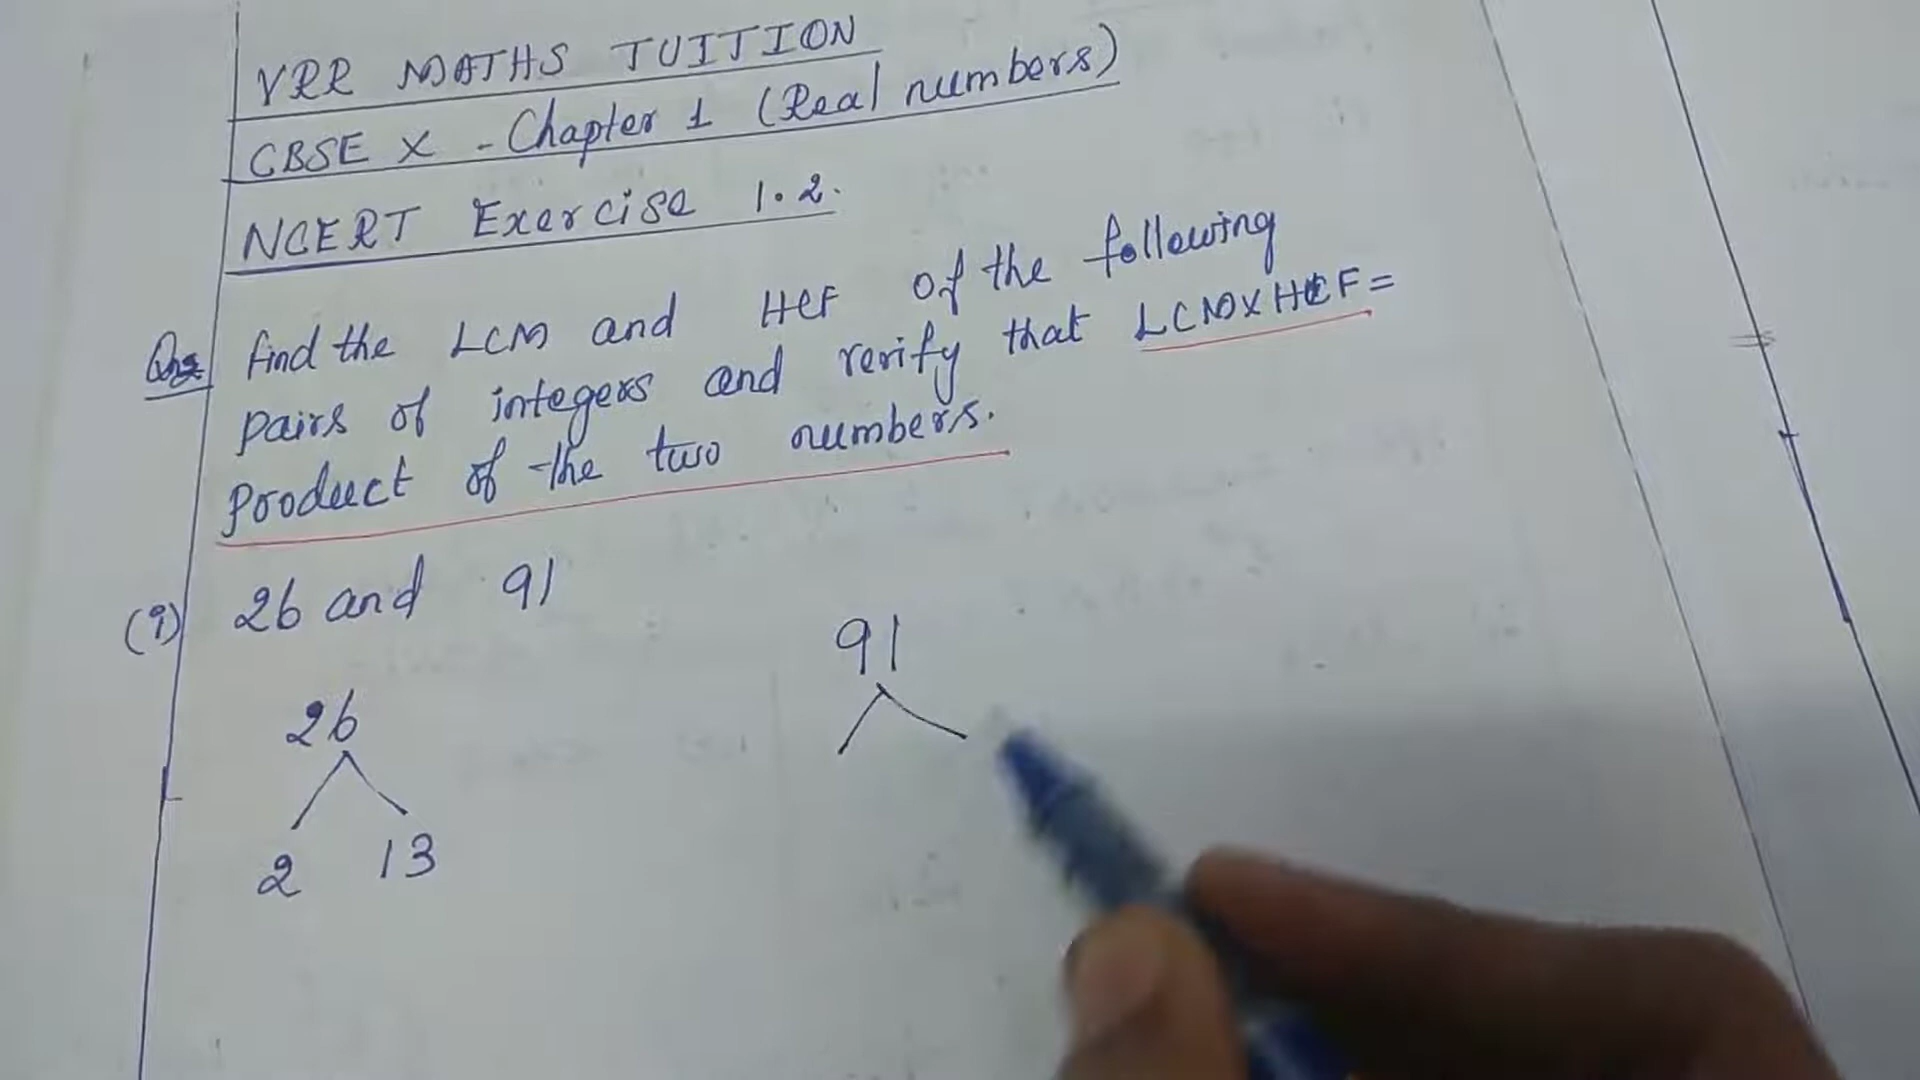 VRR MATHS TUITION
CBSE X - Chapter 1 (Real numbers)
NCERT Exercise 1.2.
Qns find the LCM and HCF of the following
pairs of integers and verify that LCM X HCF =
product of the two numbers.
(i) 26 and 91
91
26
2 13